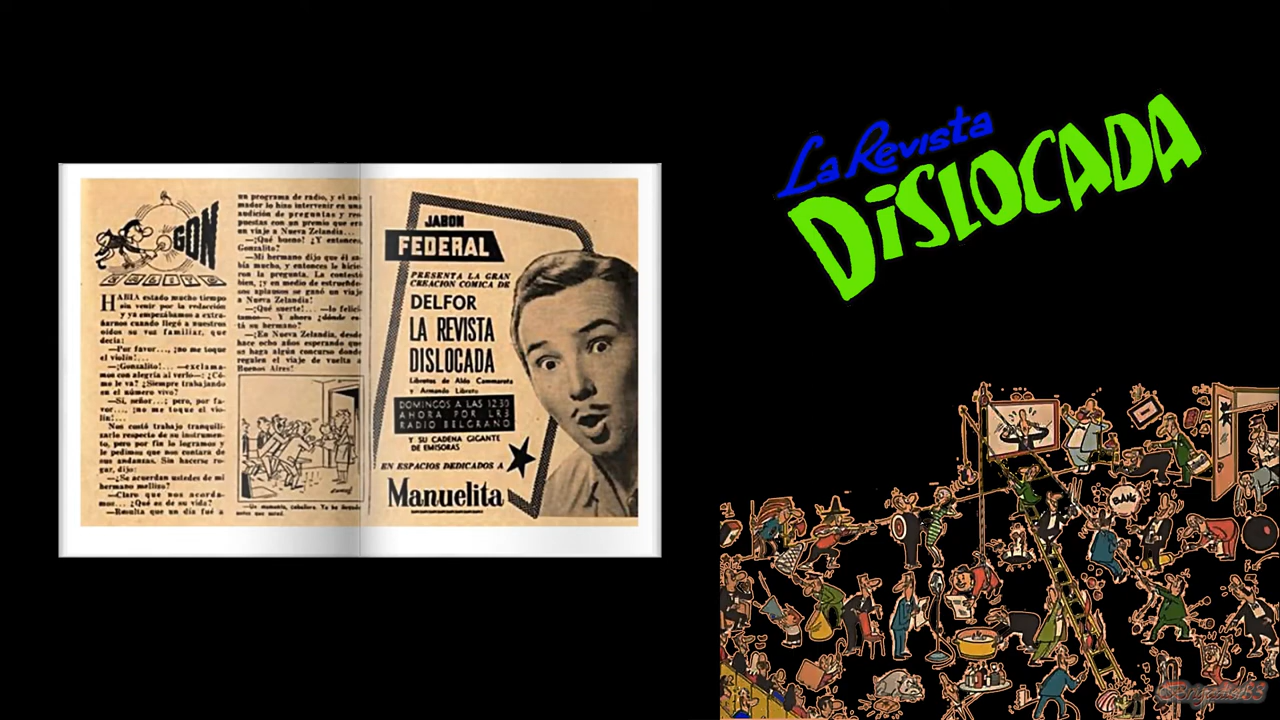 GON
HABIA estado mucho tiempo
sin venir por la redacción
y ya empezábamos a extra-
ñarnos cuando llegó a nuestros
oídos su voz familiar, que
decía:
—Por favor..., ¡no me toque
el violín!...
—¡Gonzalito!... —exclama-
mos con alegría al verlo—: ¿Có-
mo le va? ¿Siempre trabajando
en el número vivo?
—Sí, señor...; pero, por fa-
vor..., ¡no me toque el vio-
lín!...
Nos costó trabajo tranquili-
zarlo respecto de su instrumen-
to, pero por fin lo logramos y
le pedimos que nos contara de
sus andanzas. Sin hacerse ro-
gar, dijo:
—¿Se acuerdan ustedes de mi
hermano mellizo?
—Claro que nos acorda-
mos... ¿Qué es de su vida?
—Resulta que un día fué a
un programa de radio, y el ani-
mador lo hizo intervenir en una
audición de preguntas y res-
puestas con un premio que era
un viaje a Nueva Zelandia...
—¡Qué bueno! ¿Y entonces,
Gonzalito?
—Mi hermano dijo que él sa-
bía mucho, y entonces le hicie-
ron la pregunta. La contestó
bien, ¡y en medio de estruendo-
sos aplausos se ganó un viaje
a Nueva Zelandia!
—¡Qué suerte!... —lo felici-
tamos—. Y ahora ¿dónde es-
tá su hermano?
—¡En Nueva Zelandia, desde
hace ocho años esperando que
se haga algún concurso donde
regalen el viaje de vuelta a
Buenos Aires!
—Un momento, caballero. Ya he llamado
JABON
FEDERAL
PRESENTA LA GRAN
CREACION COMICA DE
DELFOR
LA REVISTA
DISLOCADA
Libretos de Aldo Cammarota
y Armando Libreto
DOMINGOS A LAS 12.33
AHORA POR LR3
RADIO BELGRANO
Y SU CADENA GIGANTE
DE EMISORAS
EN ESPACIOS DEDICADOS A
Manuelita
La Revista
DiSLOCADA
BANG